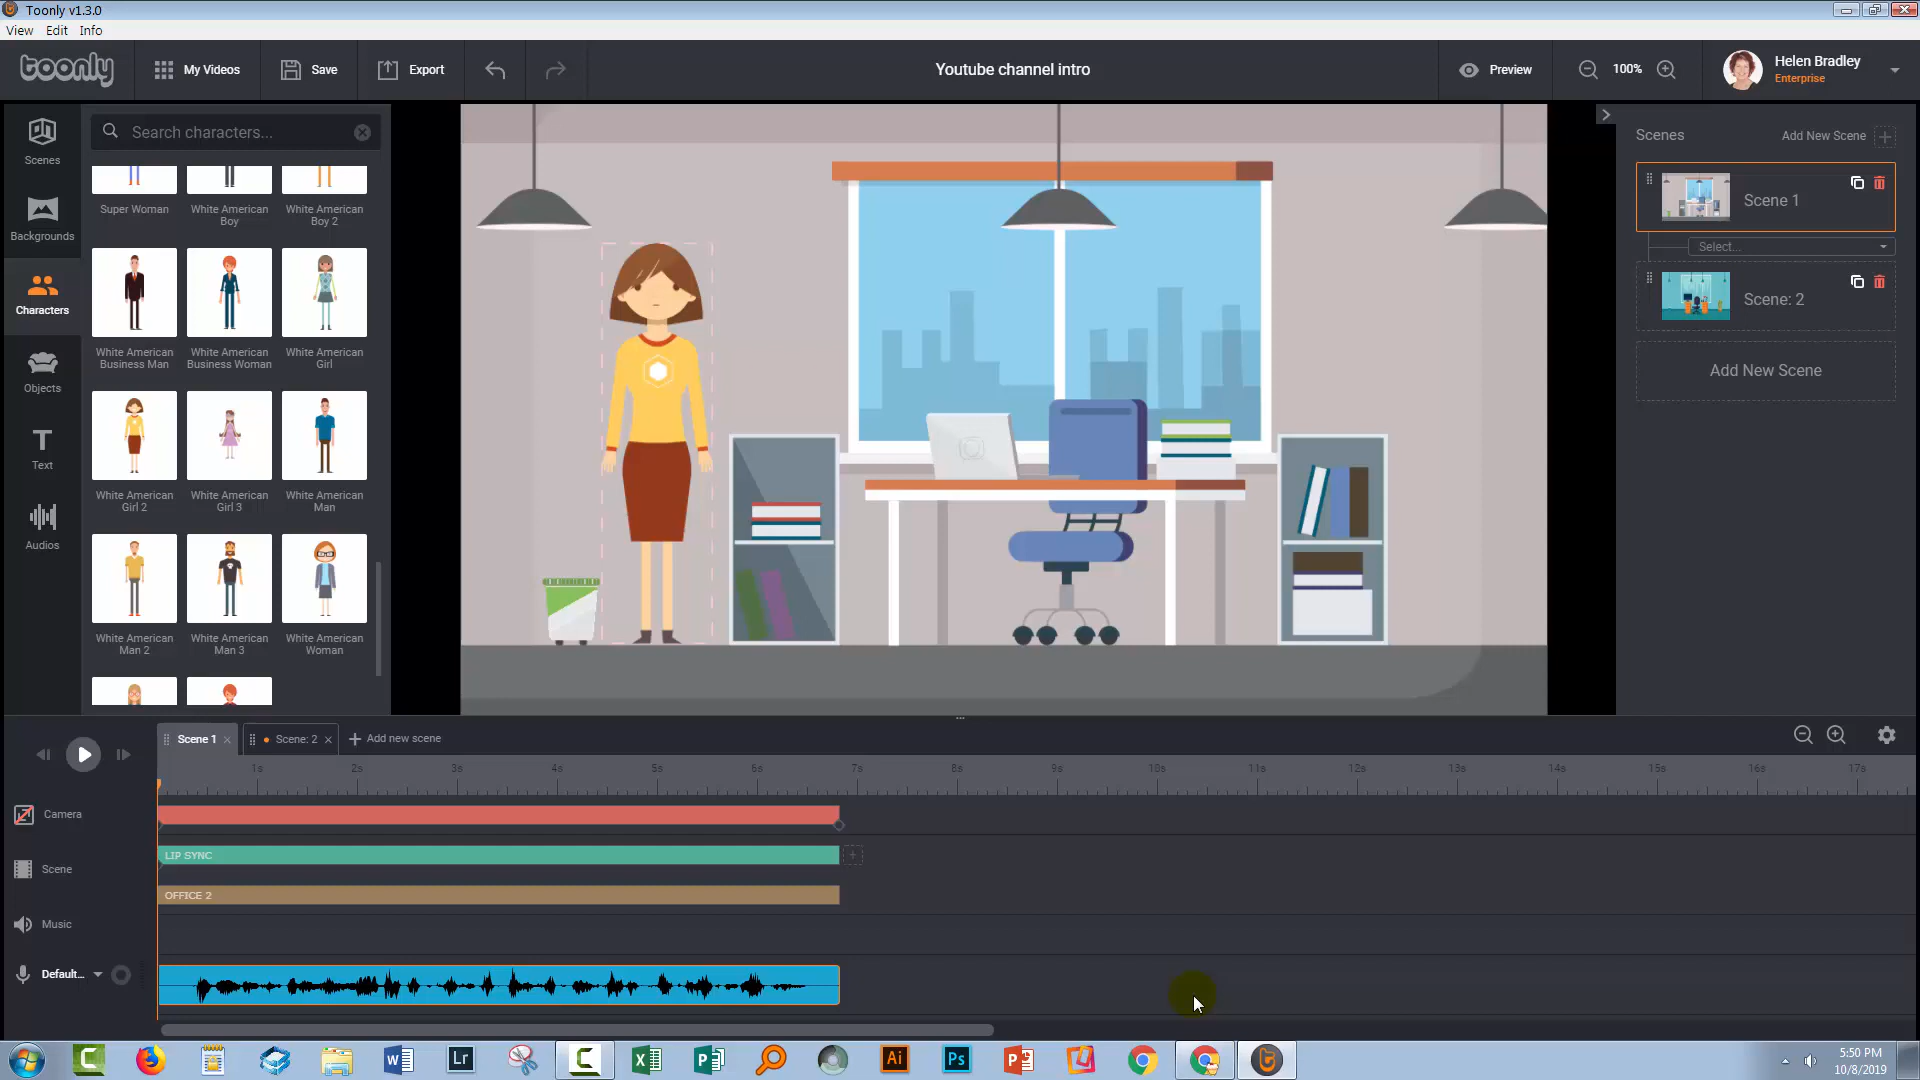 Toonly v1.3.0
View Edit Info
toonly My Videos Save Export Youtube channel intro Preview 100% Helen Bradley
Enterprise
Scenes
Backgrounds
Characters
Objects
Text
Audios
Search characters...
Super Woman
White American Boy
White American Boy 2
White American Business Man
White American Business Woman
White American Girl
White American Girl 2
White American Girl 3
White American Man
White American Man 2
White American Man 3
White American Woman
Scenes Add New Scene
Scene 1
Select...
Scene: 2
Add New Scene
Scene 1 Scene: 2 Add new scene
1s 2s 3s 4s 5s 6s 7s 8s 9s 10s 11s 12s 13s 14s 15s 16s 17s
Camera
LIP SYNC
Scene
OFFICE 2
Music
Default...
W Lr X P Ai Ps P
5:50 PM
10/8/2019